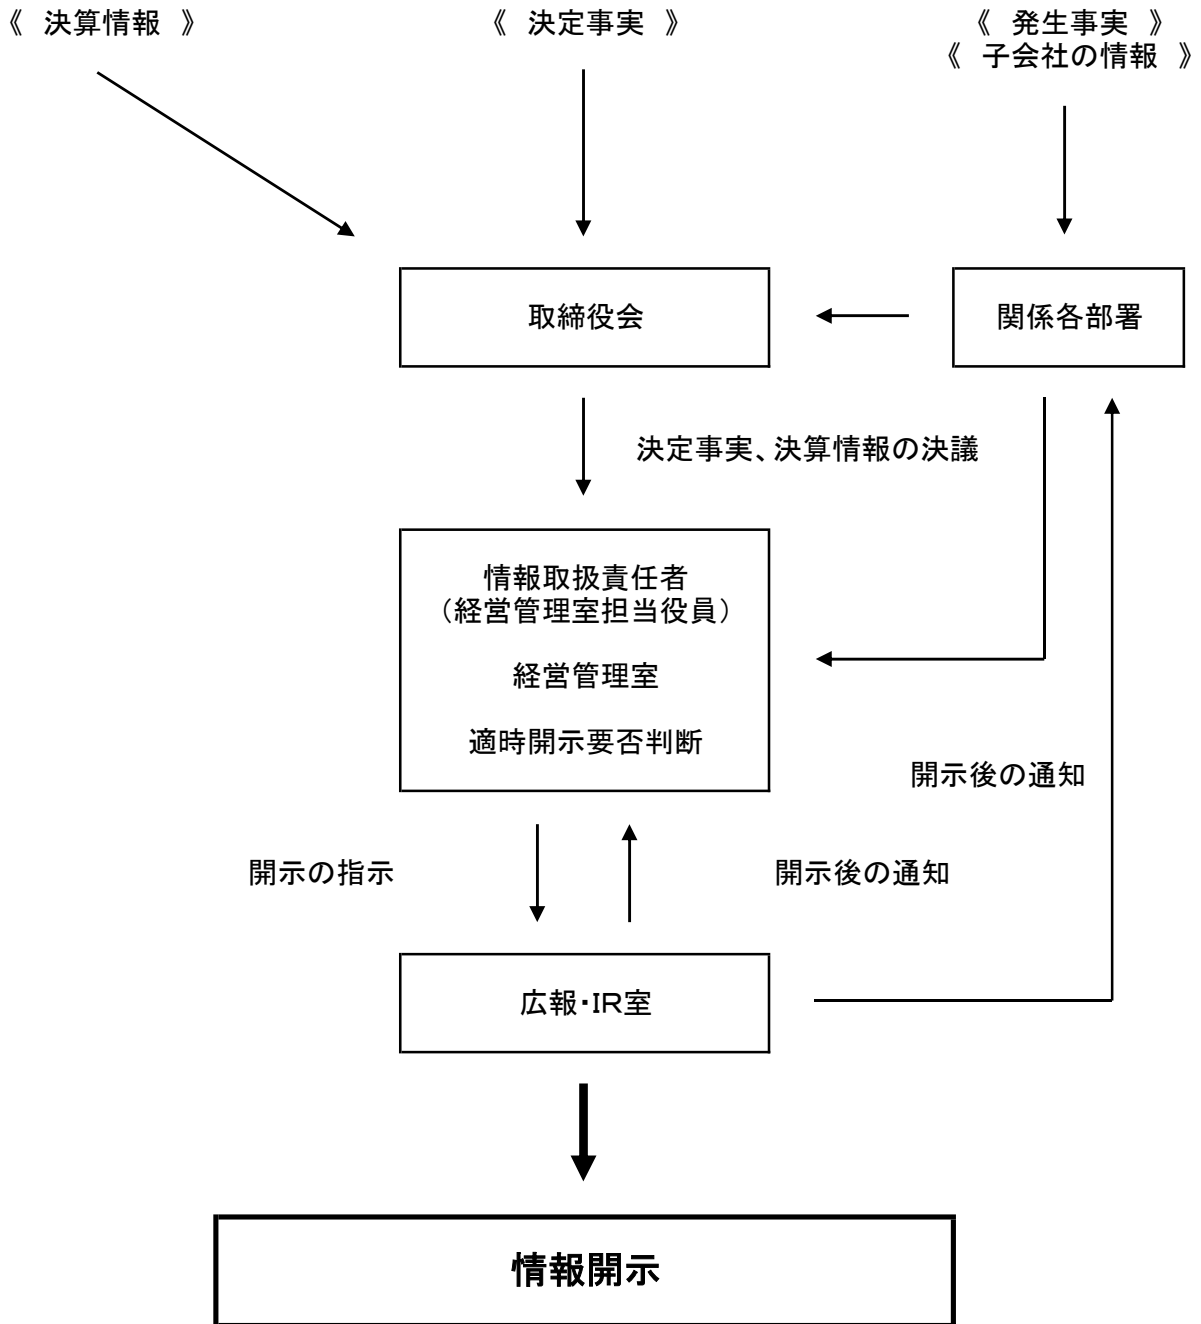 《 決算情報 》
《 決定事実 》
《 発生事実 》
《 子会社の情報 》
取締役会
関係各部署
決定事実、決算情報の決議
情報取扱責任者
（経営管理室担当役員）
経営管理室
適時開示要否判断
開示後の通知
開示の指示
開示後の通知
広報・IR室
情報開示